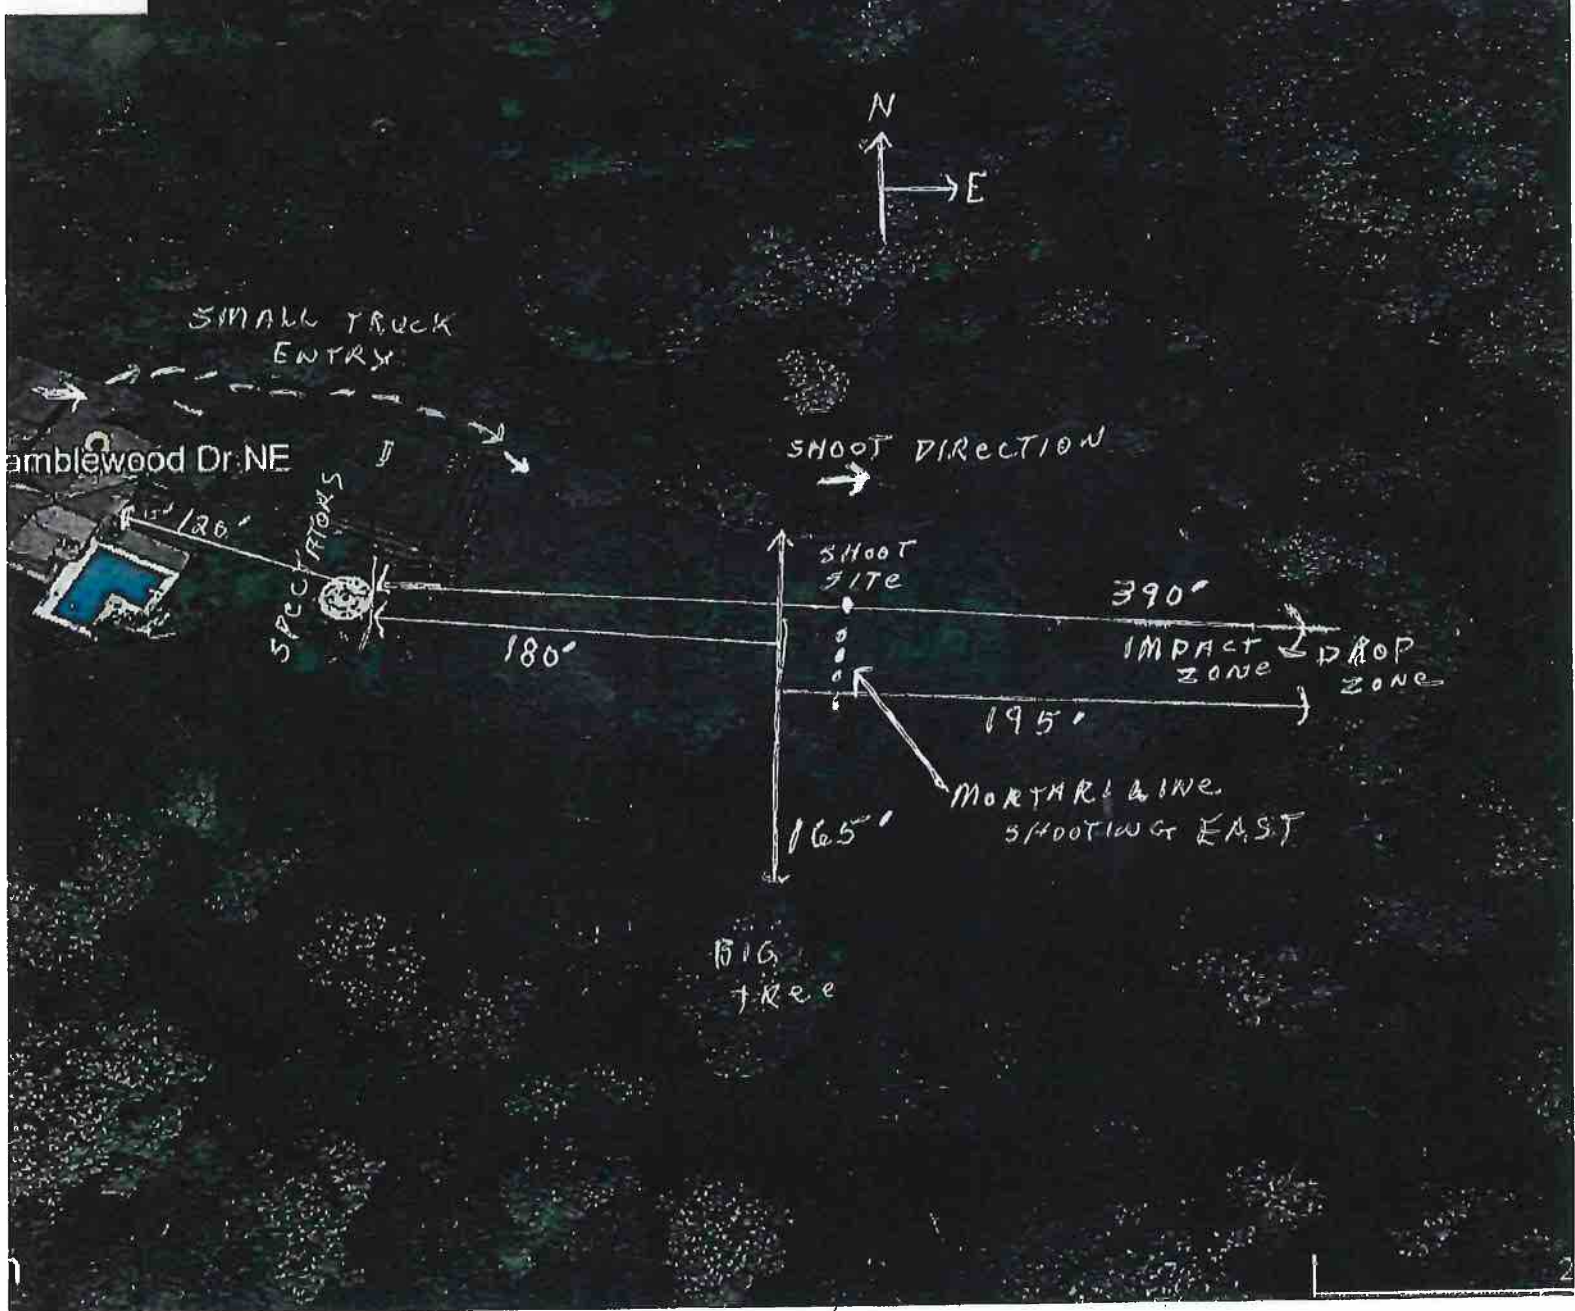 N
E
SMALL TRUCK
ENTRY
amblewood Dr NE
SHOOT DIRECTION
SPECTATORS
120'
SHOOT
SITE
390'
IMPACT
ZONE
DROP
ZONE
180'
195'
MORTAR LINE
SHOOTING EAST
165'
BIG
TREE